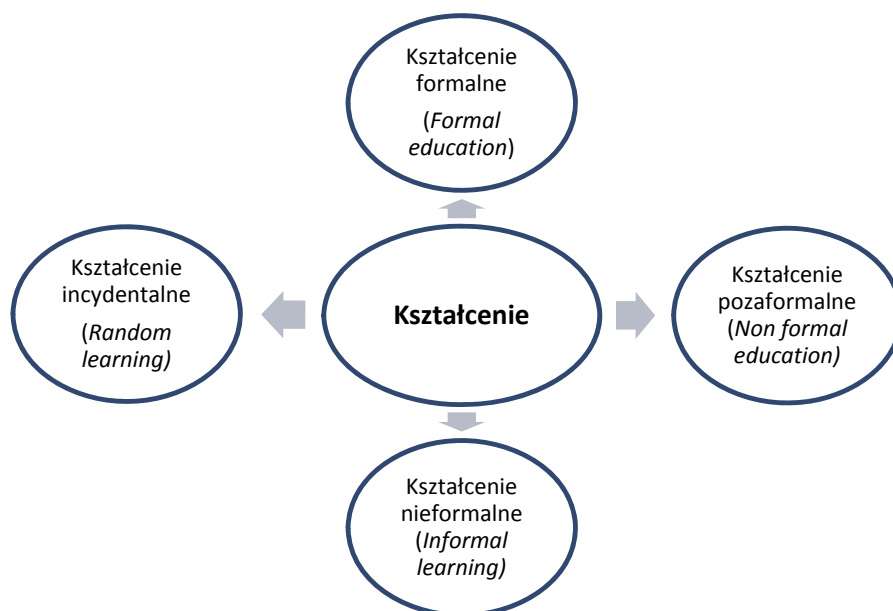 Kształcenie
formalne
(Formal
education)
Kształcenie
incydentalne
(Random
learning)
Kształcenie
Kształcenie
pozaformalne
(Non formal
education)
Kształcenie
nieformalne
(Informal
learning)